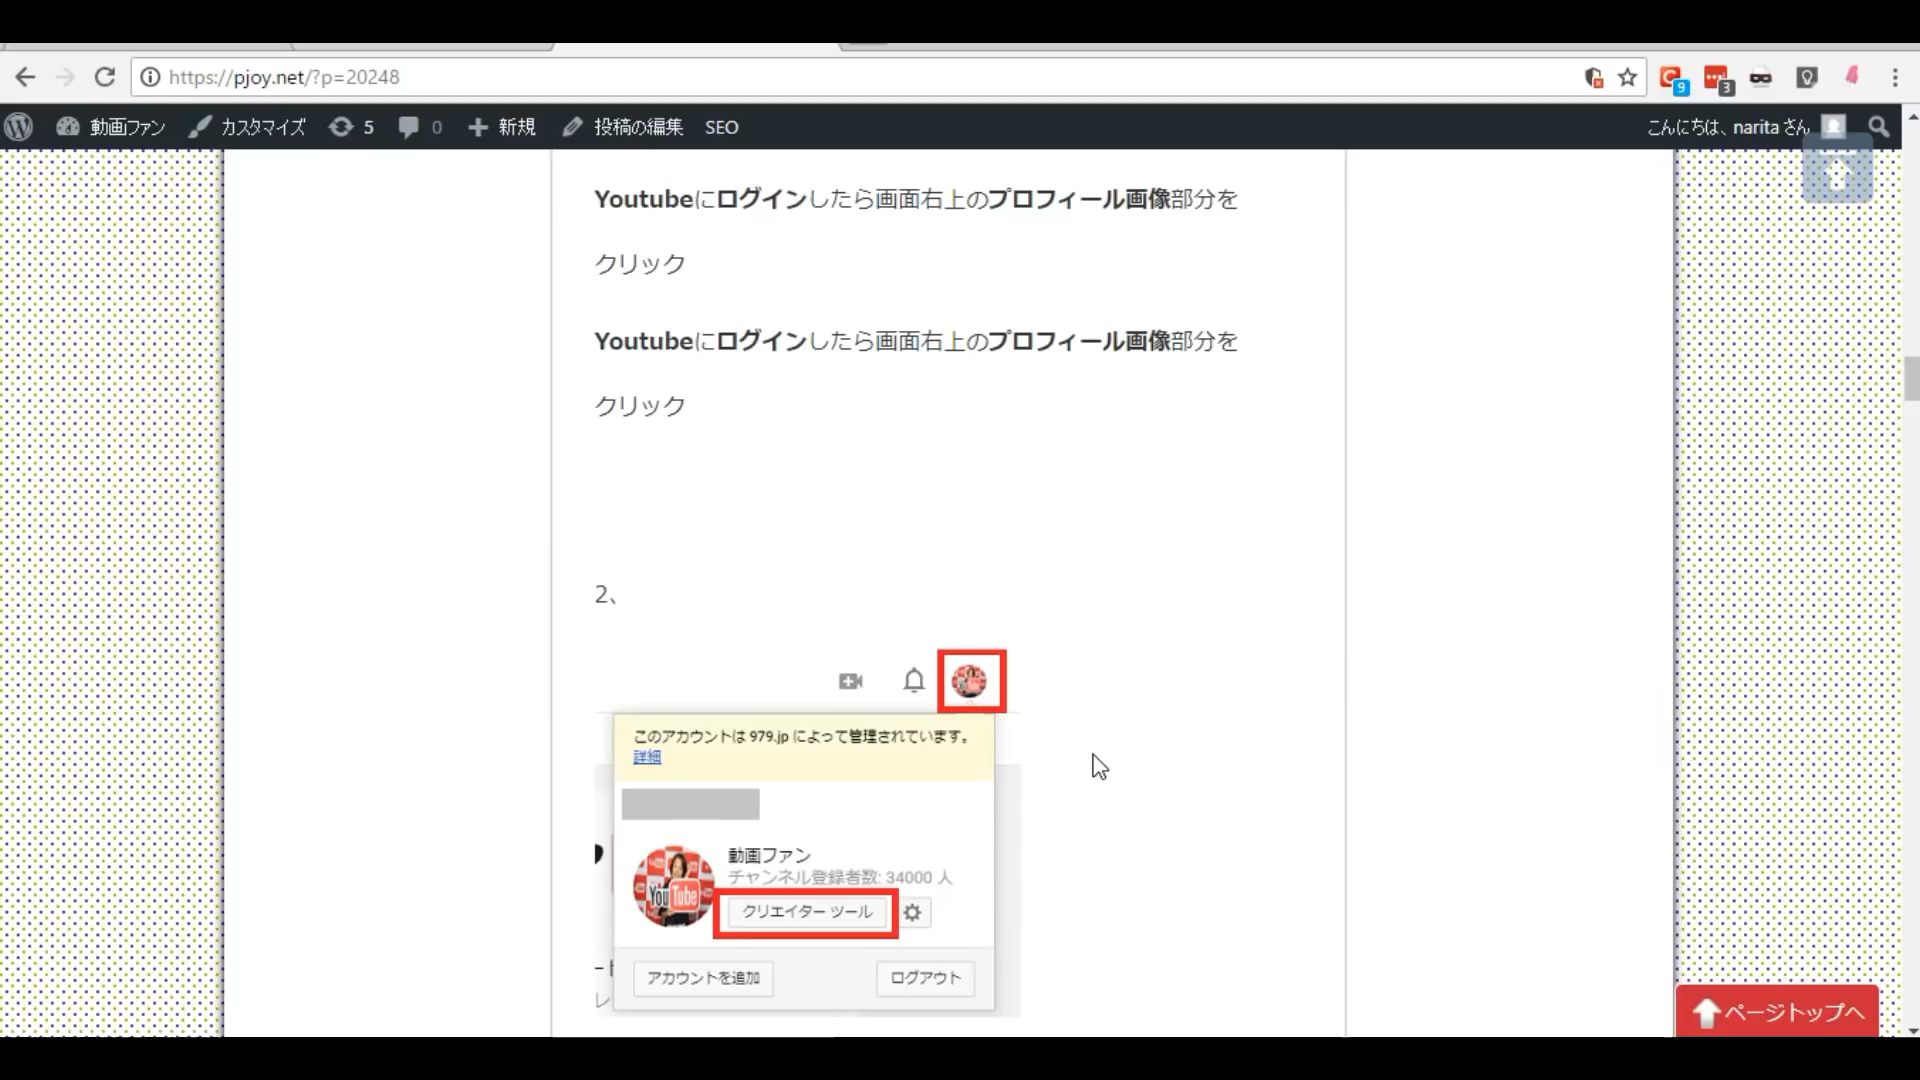 https://pjoy.net/?p=20248
9
3
動画ファン カスタマイズ 5 0 新規 投稿の編集 SEO こんにちは、narita さん
Youtubeにログインしたら画面右上のプロフィール画像部分を
クリック
Youtubeにログインしたら画面右上のプロフィール画像部分を
クリック
2、
このアカウントは 979.jp によって管理されています。
詳細
動画ファン
チャンネル登録者数: 34000 人
You Tube
クリエイター ツール
アカウントを追加
ログアウト
レ
ページトップへ